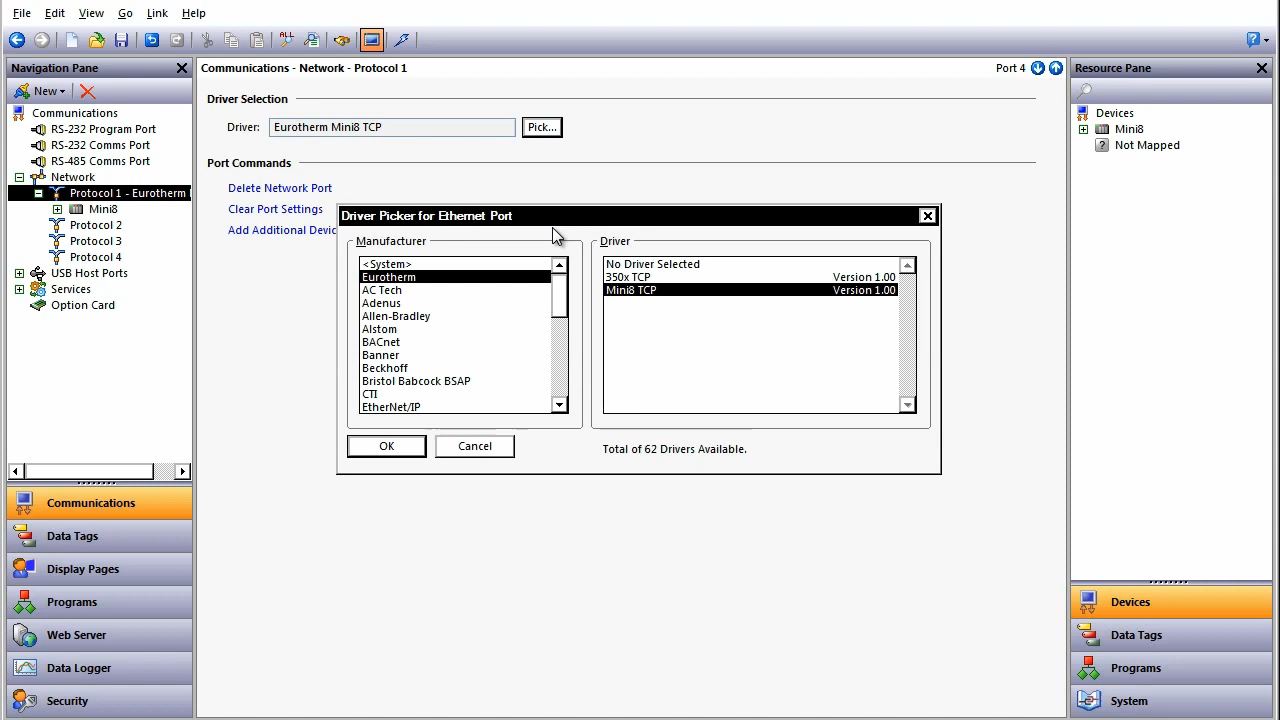 File Edit View Go Link Help
ALL
Navigation Pane
New
Communications
RS-232 Program Port
RS-232 Comms Port
RS-485 Comms Port
Network
Protocol 1 - Eurotherm
Mini8
Protocol 2
Protocol 3
Protocol 4
USB Host Ports
Services
Option Card
Communications
Data Tags
Display Pages
Programs
Web Server
Data Logger
Security
Communications - Network - Protocol 1
Port 4
Driver Selection
Driver: Eurotherm Mini8 TCP Pick...
Port Commands
Delete Network Port
Clear Port Settings
Add Additional Devic
Driver Picker for Ethernet Port
Manufacturer
<System>
Eurotherm
AC Tech
Adenus
Allen-Bradley
Alstom
BACnet
Banner
Beckhoff
Bristol Babcock BSAP
CTI
EtherNet/IP
Driver
No Driver Selected
350x TCP Version 1.00
Mini8 TCP Version 1.00
OK Cancel
Total of 62 Drivers Available.
Resource Pane
Devices
Mini8
Not Mapped
Devices
Data Tags
Programs
System